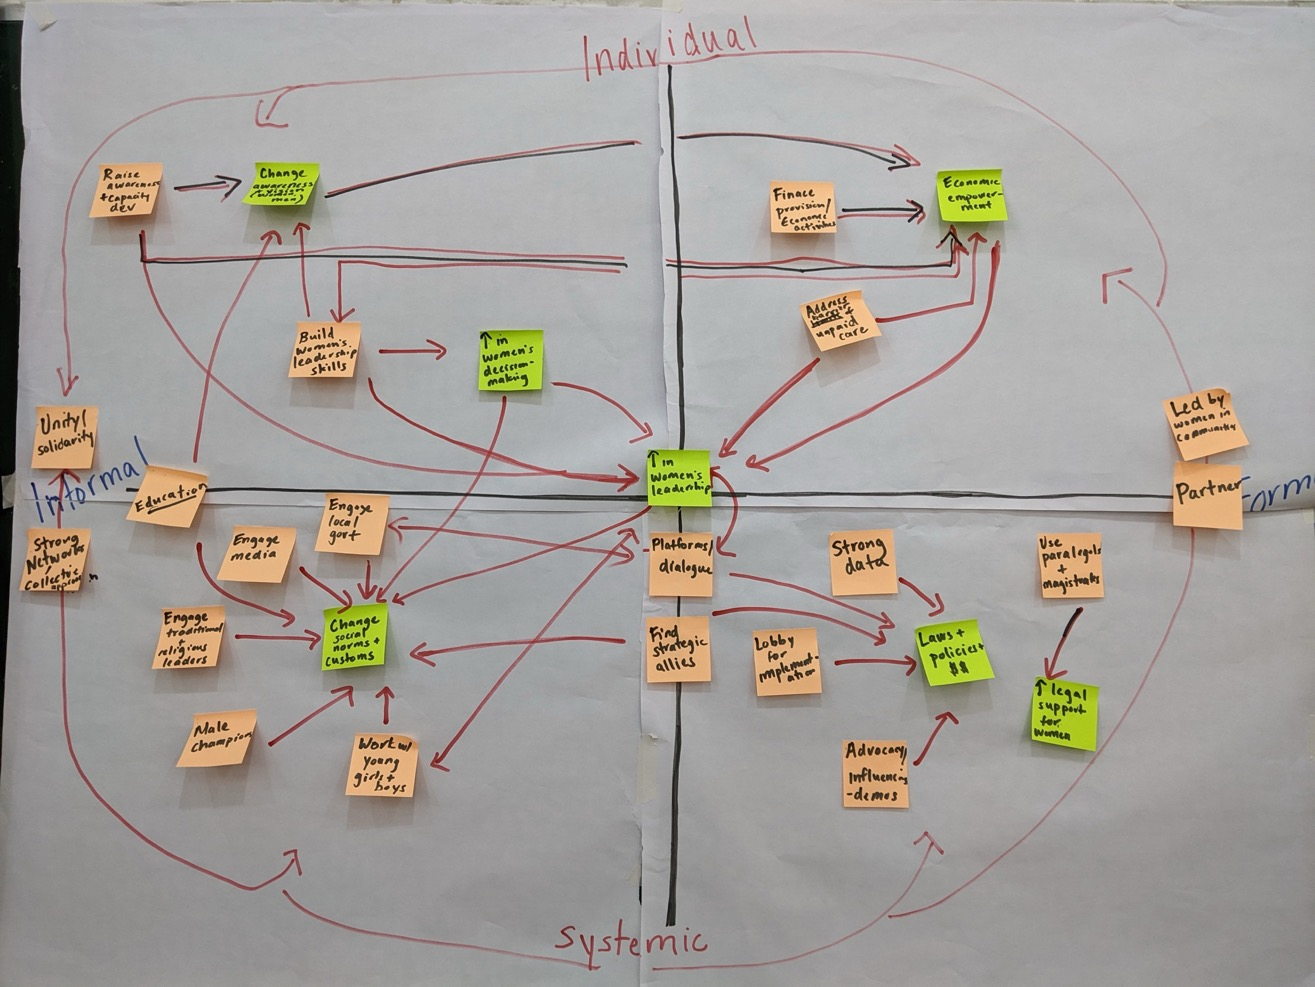 Individual
Raise
awareness
+ capacity
dev
Change
awareness
men)
Finace
provision/
Economic
activities
Economic
empower-
ment
Build
women's
leadership
skills
↑ in
women's
decision-
making
Address
+
unpaid
care
Unity/
solidarity
Informal
Education
↑ in
women's
leadership
Led by
women in
community
Partner
Forma
Strong
Networks/
collective
Engage
media
Engage
local
govt
Platforms/
dialogue
Strong
data
Use
paralegals
+
magistrates
Engage
traditional
+
religious
leaders
Change
social
norms +
customs
Find
strategic
allies
Lobby
for
implement-
ation
Laws +
policies +
$$
↑ legal
support
for
women
Male
champion
Work w/
young
girls +
boys
Advocacy/
Influencing
-demos
Systemic